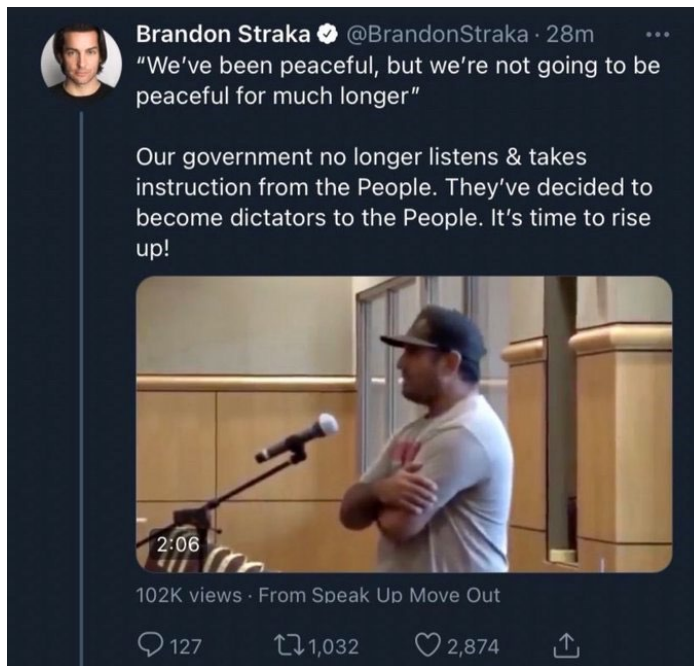 Brandon Straka @BrandonStraka · 28m
“We’ve been peaceful, but we’re not going to be
peaceful for much longer”
Our government no longer listens & takes
instruction from the People. They’ve decided to
become dictators to the People. It’s time to rise
up!
2:06
102K views · From Speak Up Move Out
127 1,032 2,874